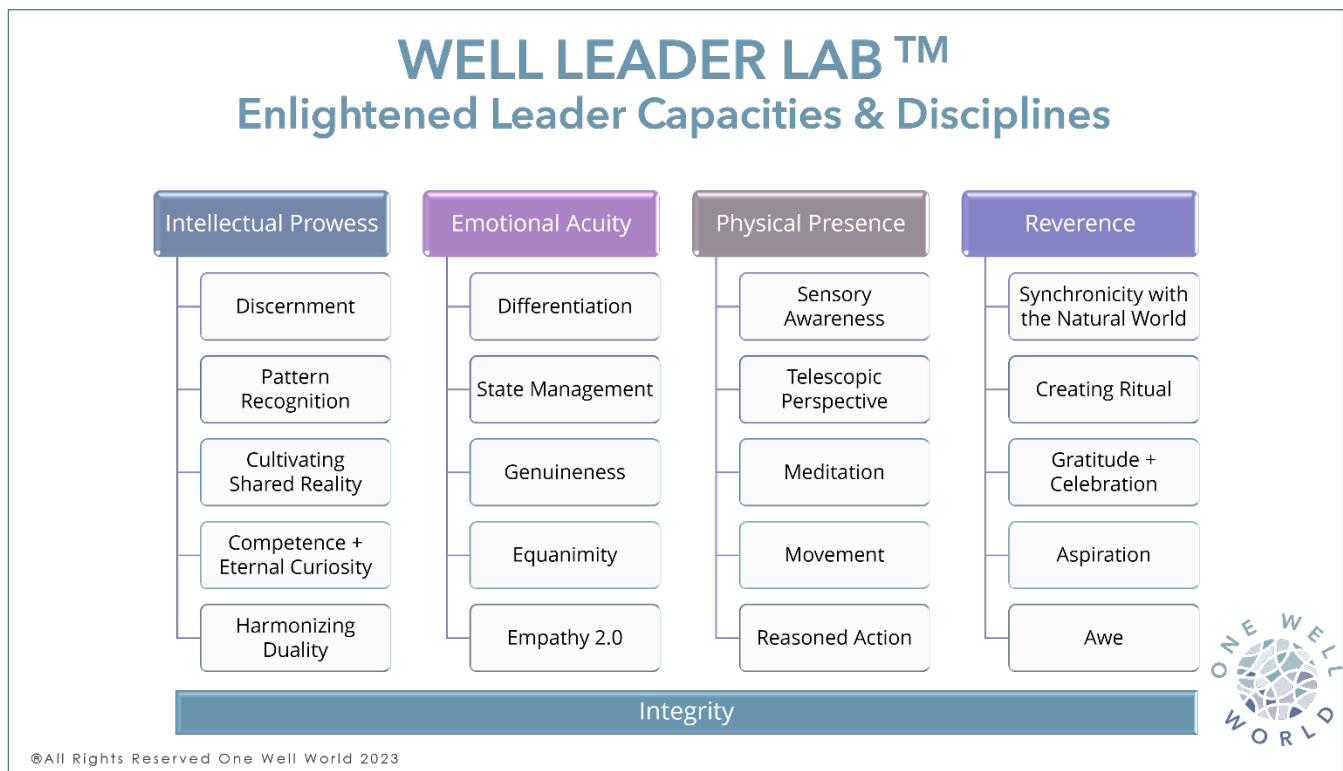 WELL LEADER LAB ™
Enlightened Leader Capacities & Disciplines
Intellectual Prowess
Discernment
Pattern
Recognition
Cultivating
Shared Reality
Competence +
Eternal Curiosity
Harmonizing
Duality
Emotional Acuity
Differentiation
State Management
Genuineness
Equanimity
Empathy 2.0
Physical Presence
Sensory
Awareness
Telescopic
Perspective
Meditation
Movement
Reasoned Action
Reverence
Synchronicity with
the Natural World
Creating Ritual
Gratitude +
Celebration
Aspiration
Awe
Integrity
ONE WELL
WORLD
®All Rights Reserved One Well World 2023